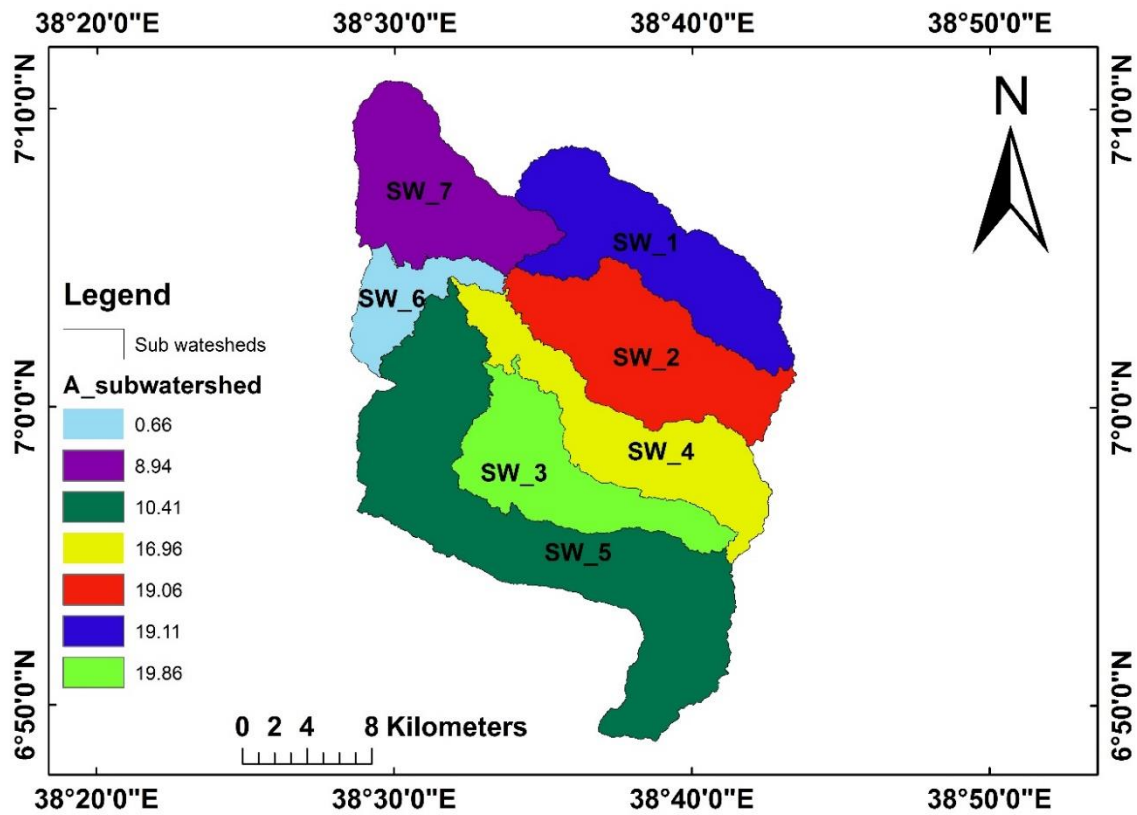 38°20'0"E 38°30'0"E 38°40'0"E 38°50'0"E
7°10'0"N 7°10'0"N
N
SW_7
SW_1
SW_6
SW_2
Legend
Sub watesheds
A_subwatershed
0.66
8.94
10.41
16.96
19.06
19.11
19.86
7°0'0"N 7°0'0"N
SW_4
SW_3
SW_5
6°50'0"N 6°50'0"N
0 2 4 8 Kilometers
38°20'0"E 38°30'0"E 38°40'0"E 38°50'0"E